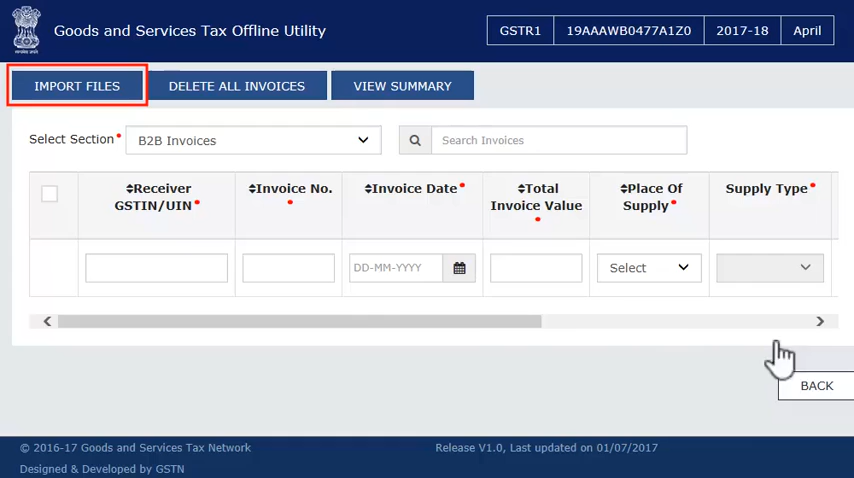 Goods and Services Tax Offline Utility
GSTR1 19AAAWB0477A1Z0 2017-18 April
IMPORT FILES DELETE ALL INVOICES VIEW SUMMARY
Select Section• B2B Invoices Search Invoices
Receiver GSTIN/UIN• Invoice No. • Invoice Date• Total Invoice Value • Place Of Supply• Supply Type•
DD-MM-YYYY Select
BACK
© 2016-17 Goods and Services Tax Network Release V1.0, Last updated on 01/07/2017
Designed & Developed by GSTN